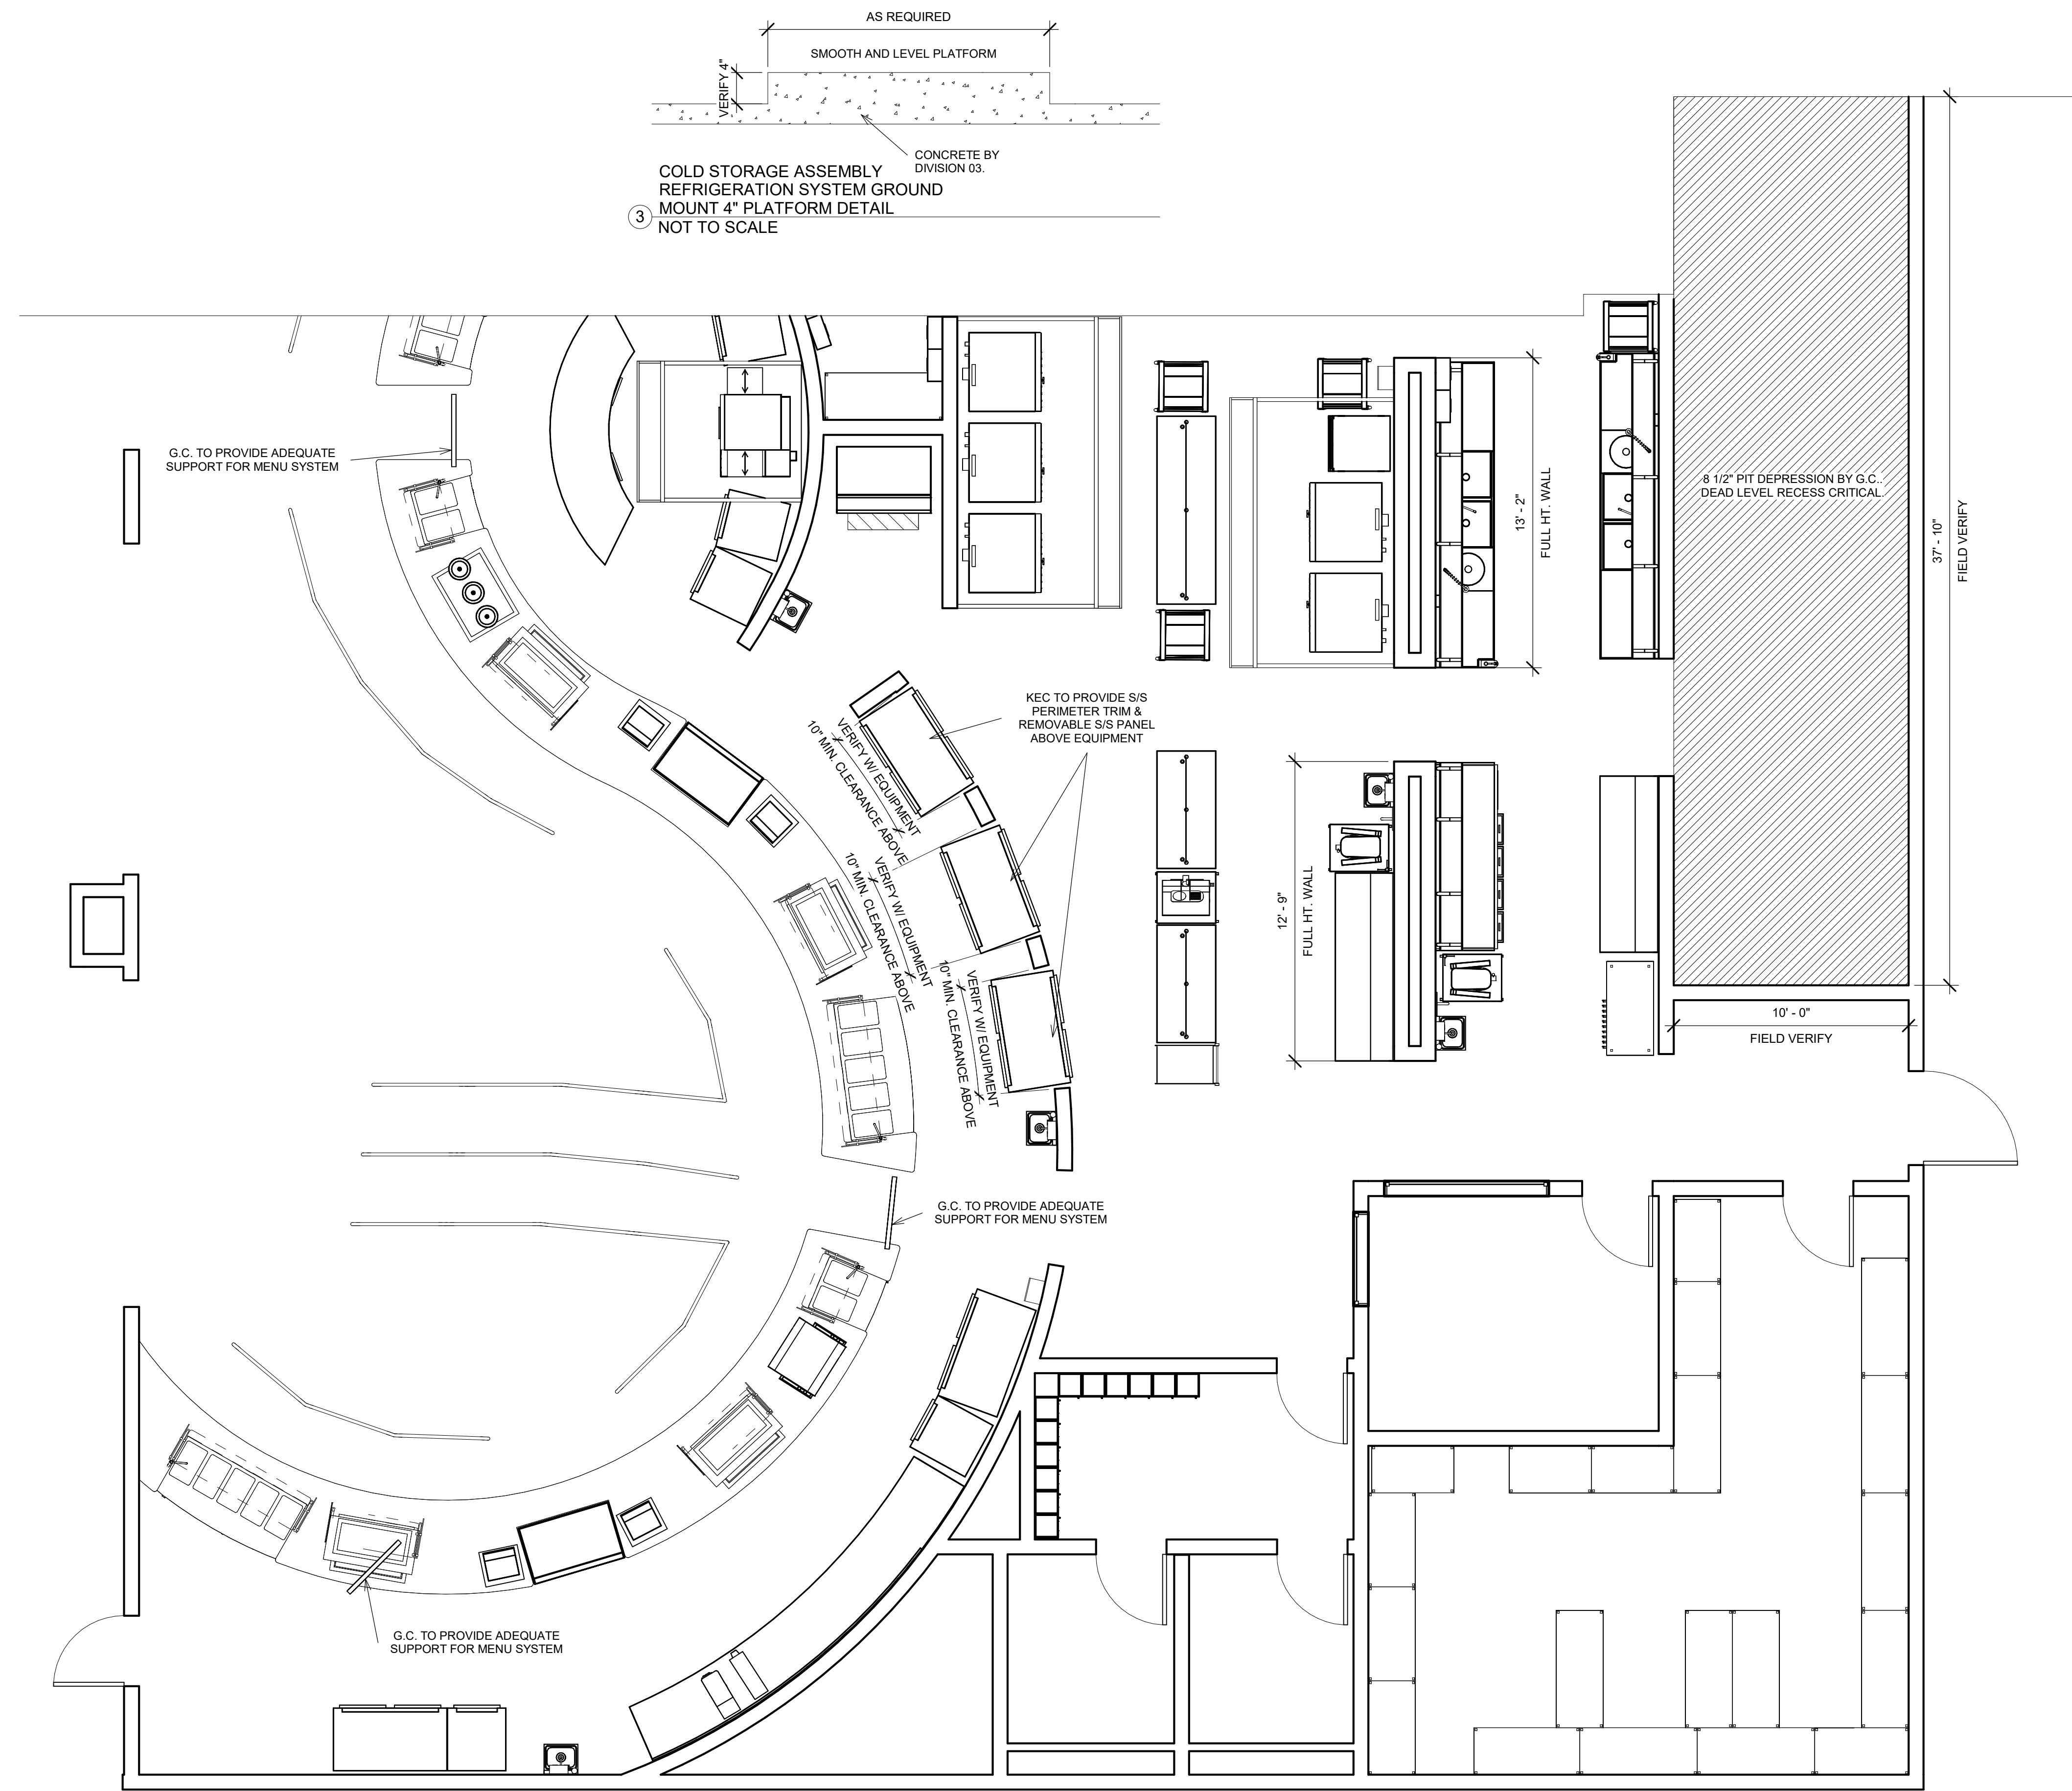 AS REQUIRED
SMOOTH AND LEVEL PLATFORM
VERIFY 4"
CONCRETE BY
DIVISION 03.
COLD STORAGE ASSEMBLY
REFRIGERATION SYSTEM GROUND
MOUNT 4" PLATFORM DETAIL
3
NOT TO SCALE
G.C. TO PROVIDE ADEQUATE
SUPPORT FOR MENU SYSTEM
13' - 2"
FULL HT. WALL
8 1/2" PIT DEPRESSION BY G.C..
DEAD LEVEL RECESS CRITICAL.
37' - 10"
FIELD VERIFY
KEC TO PROVIDE S/S
PERIMETER TRIM &
REMOVABLE S/S PANEL
ABOVE EQUIPMENT
VERIFY W/ EQUIPMENT
10" MIN. CLEARANCE ABOVE
VERIFY W/ EQUIPMENT
10" MIN. CLEARANCE ABOVE
VERIFY W/ EQUIPMENT
10" MIN. CLEARANCE ABOVE
12' - 9"
FULL HT. WALL
10' - 0"
FIELD VERIFY
G.C. TO PROVIDE ADEQUATE
SUPPORT FOR MENU SYSTEM
G.C. TO PROVIDE ADEQUATE
SUPPORT FOR MENU SYSTEM